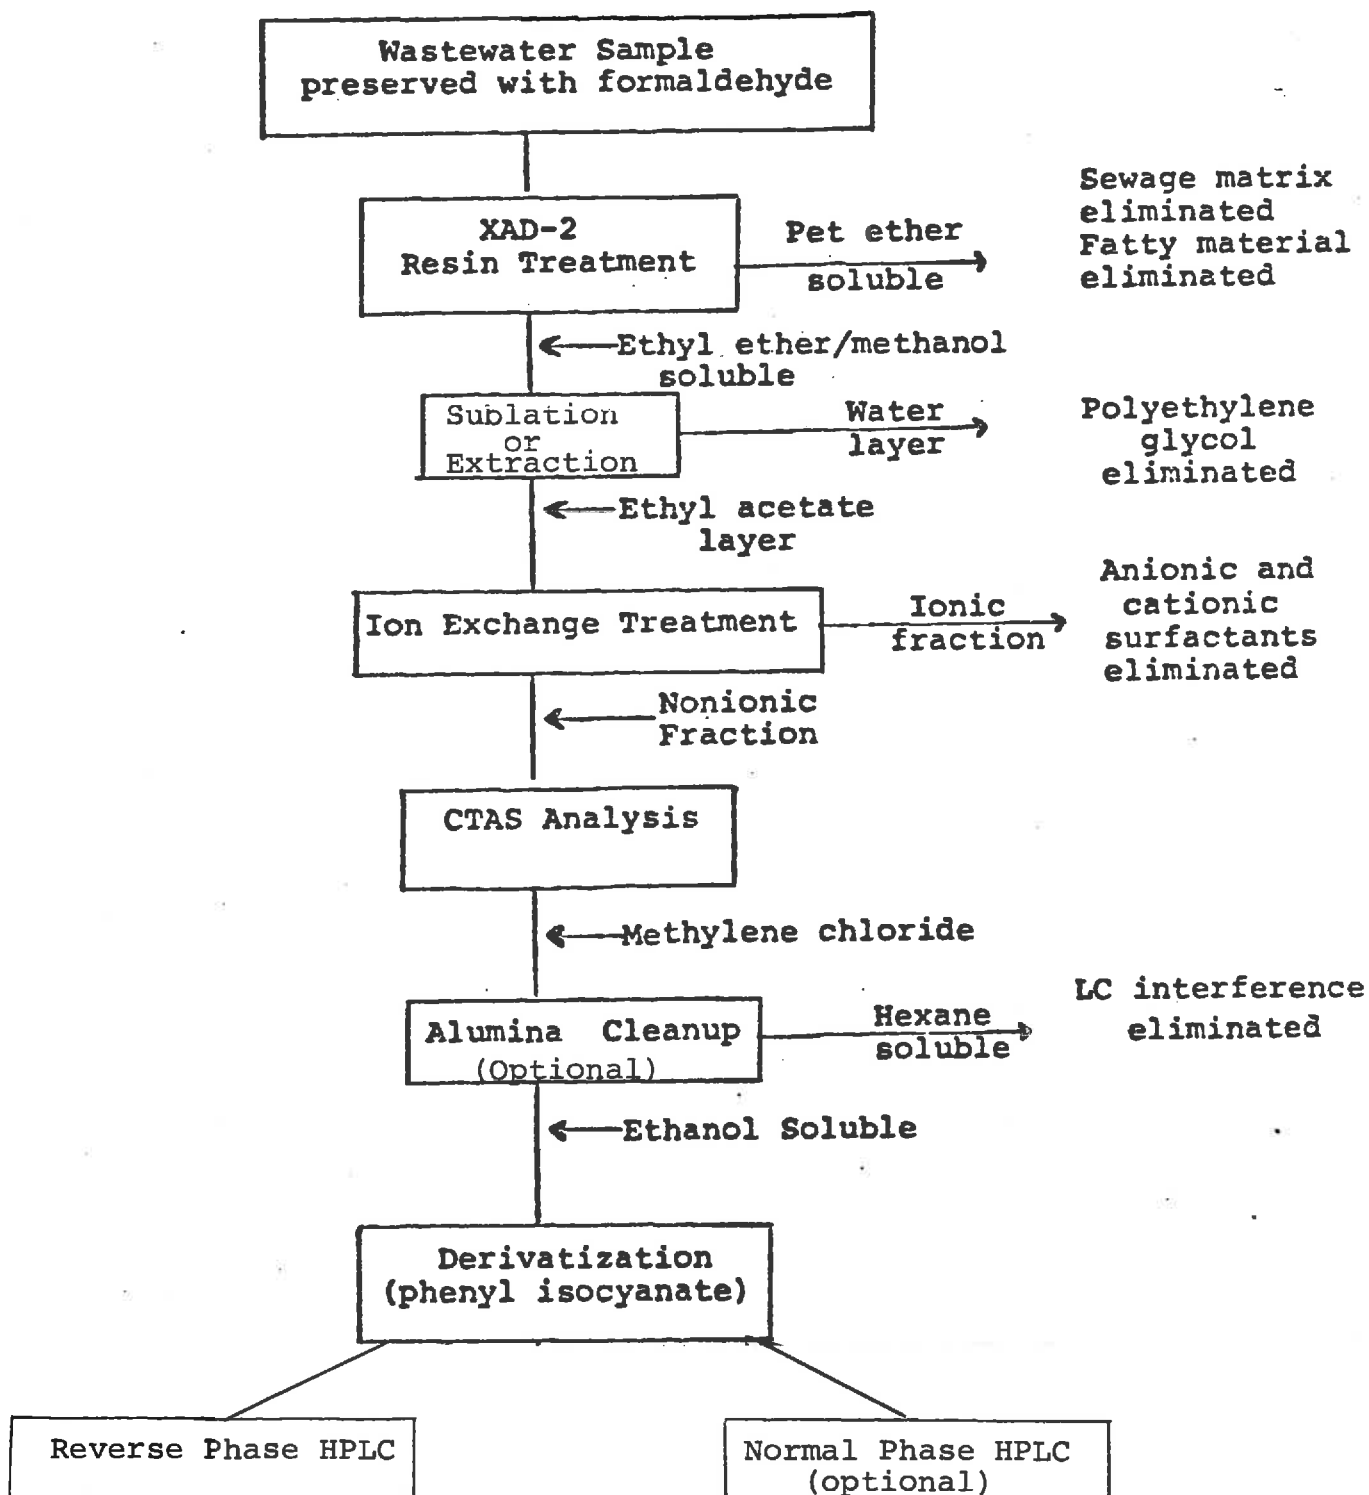 Wastewater Sample
preserved with formaldehyde
XAD-2
Resin Treatment
Pet ether
soluble
Sewage matrix
eliminated
Fatty material
eliminated
Ethyl ether/methanol
soluble
Sublation
or
Extraction
Water
layer
Polyethylene
glycol
eliminated
Ethyl acetate
layer
Ion Exchange Treatment
Ionic
fraction
Anionic and
cationic
surfactants
eliminated
Nonionic
Fraction
CTAS Analysis
Methylene chloride
Alumina Cleanup
(Optional)
Hexane
soluble
LC interference
eliminated
Ethanol Soluble
Derivatization
(phenyl isocyanate)
Reverse Phase HPLC
Normal Phase HPLC
(optional)